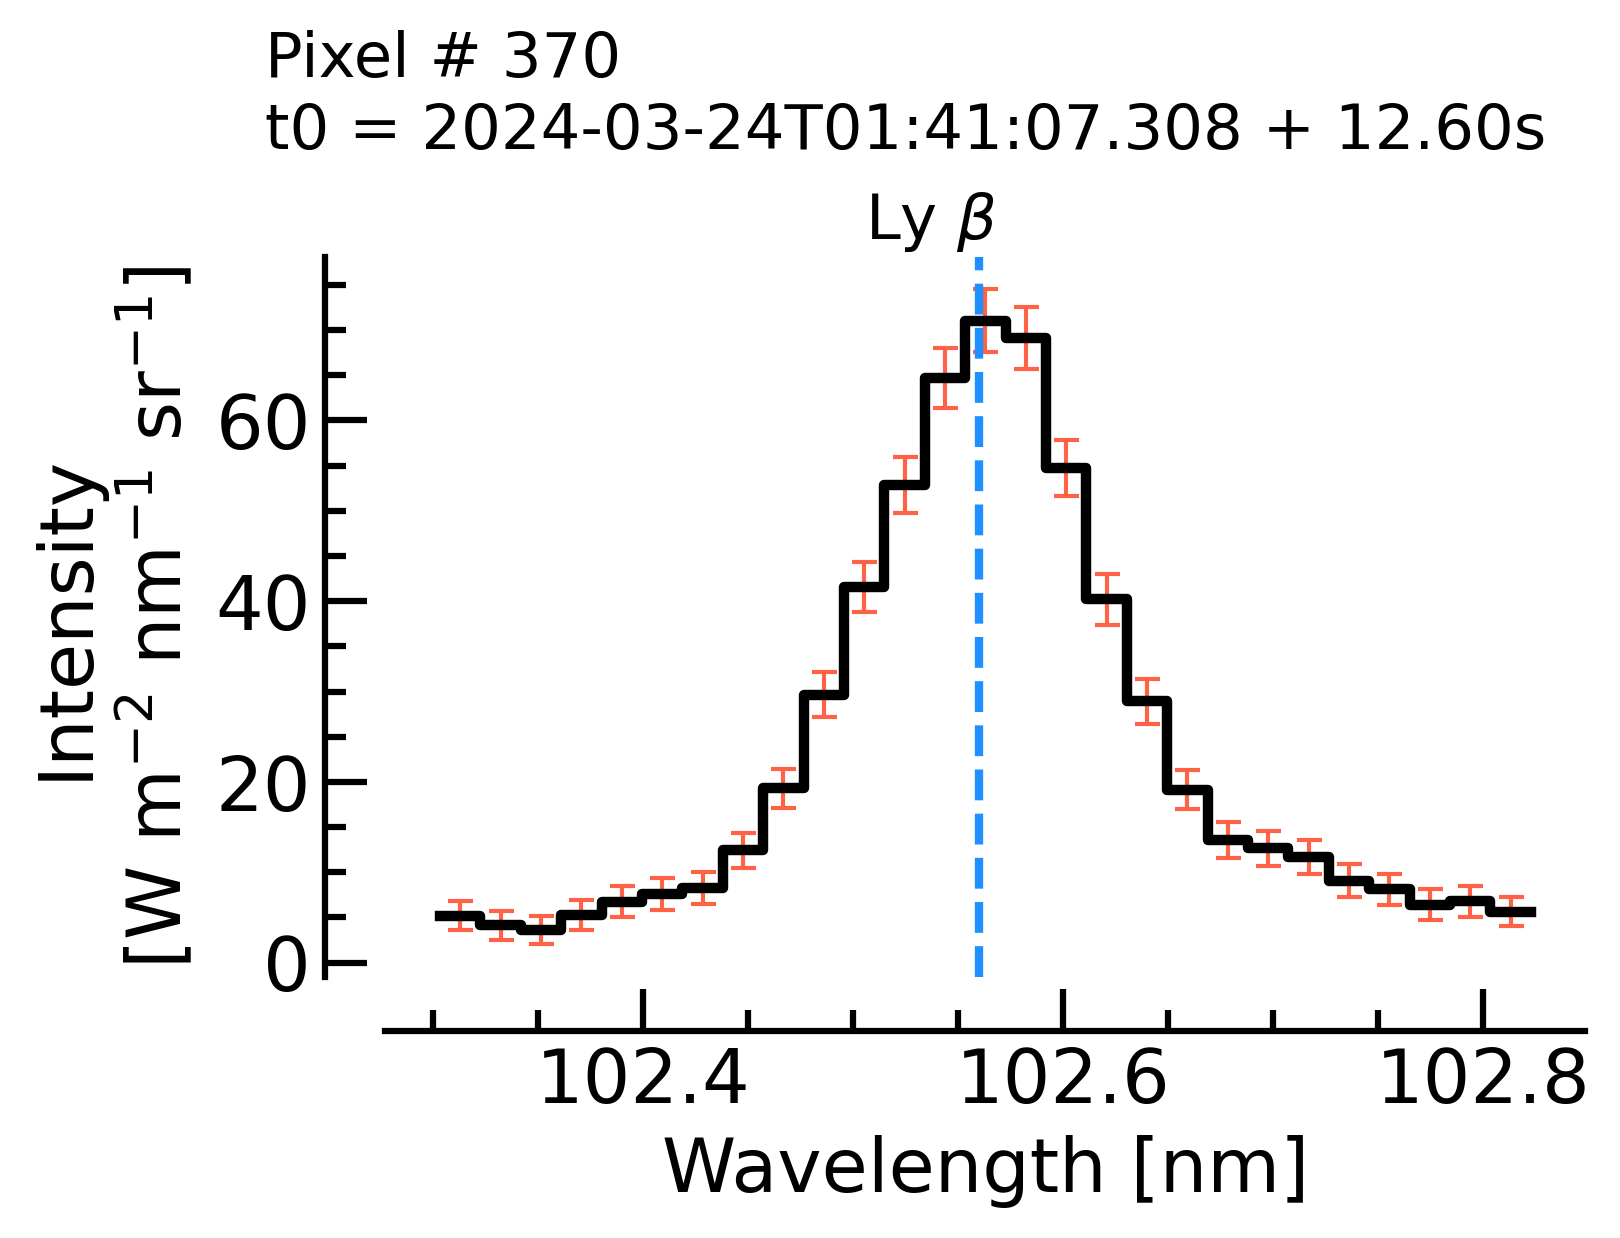 Pixel # 370
t0 = 2024-03-24T01:41:07.308 + 12.60s
Ly β
Intensity
[W m⁻² nm⁻¹ sr⁻¹]
60
40
20
0
102.4 102.6 102.8
Wavelength [nm]